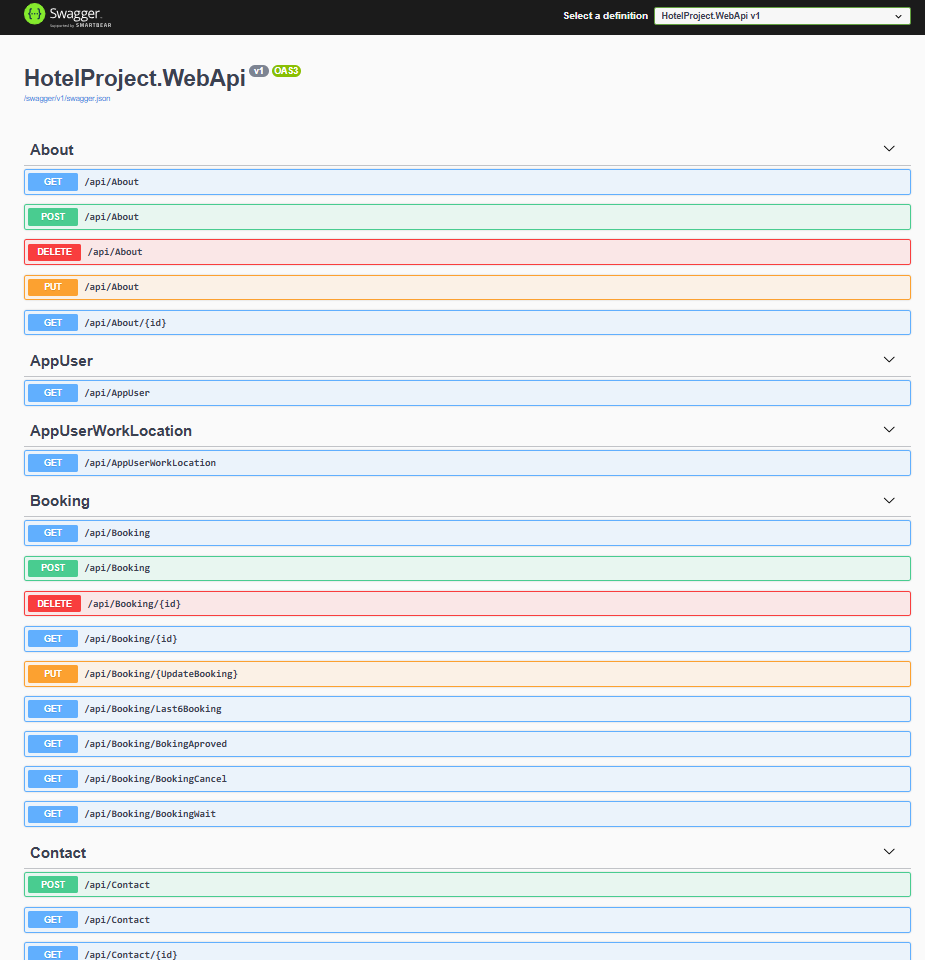 Swagger.
Supported by SMARTBEAR
Select a definition
HotelProject.WebApi v1
HotelProject.WebApi v1 OAS3
/swagger/v1/swagger.json
About
GET /api/About
POST /api/About
DELETE /api/About
PUT /api/About
GET /api/About/{id}
AppUser
GET /api/AppUser
AppUserWorkLocation
GET /api/AppUserWorkLocation
Booking
GET /api/Booking
POST /api/Booking
DELETE /api/Booking/{id}
GET /api/Booking/{id}
PUT /api/Booking/{UpdateBooking}
GET /api/Booking/Last6Booking
GET /api/Booking/BokingAproved
GET /api/Booking/BookingCancel
GET /api/Booking/BookingWait
Contact
POST /api/Contact
GET /api/Contact
GET /api/Contact/{id}